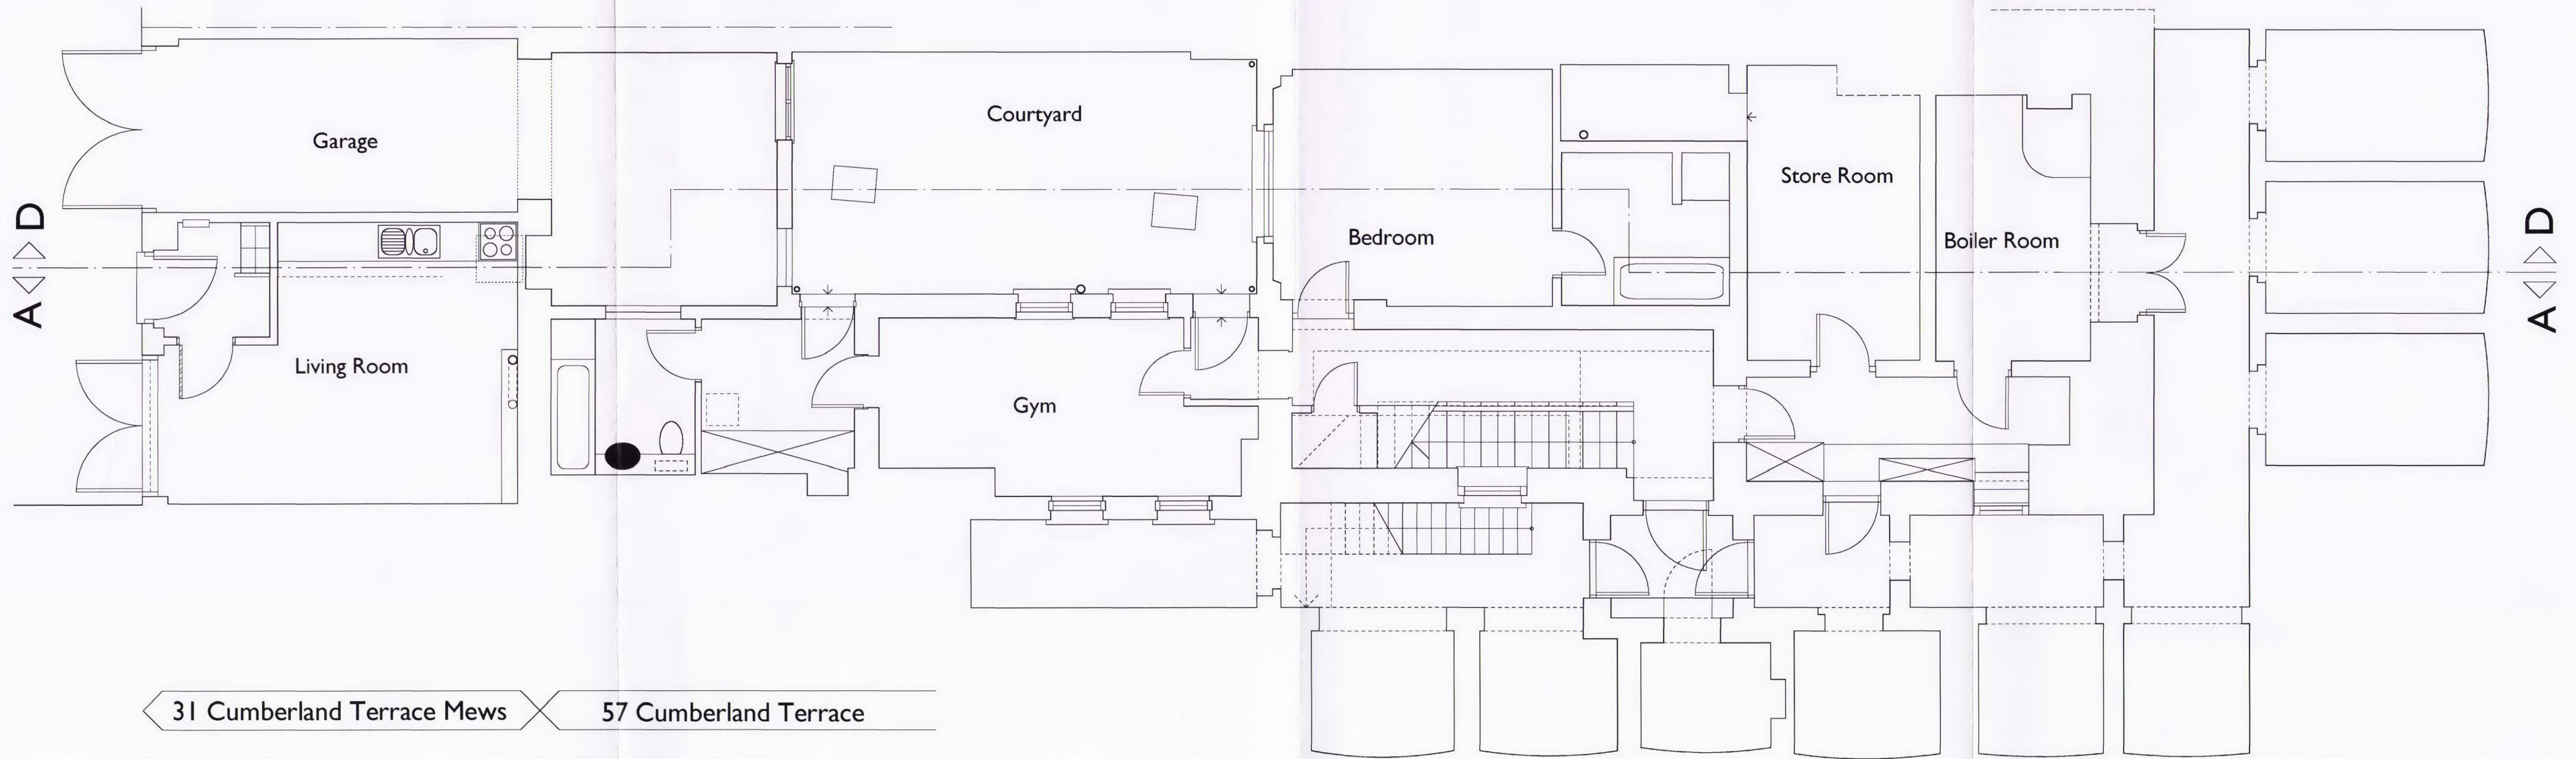 Garage
Courtyard
Store Room
Bedroom
Boiler Room
D
A
D
A
Living Room
Gym
31 Cumberland Terrace Mews
57 Cumberland Terrace